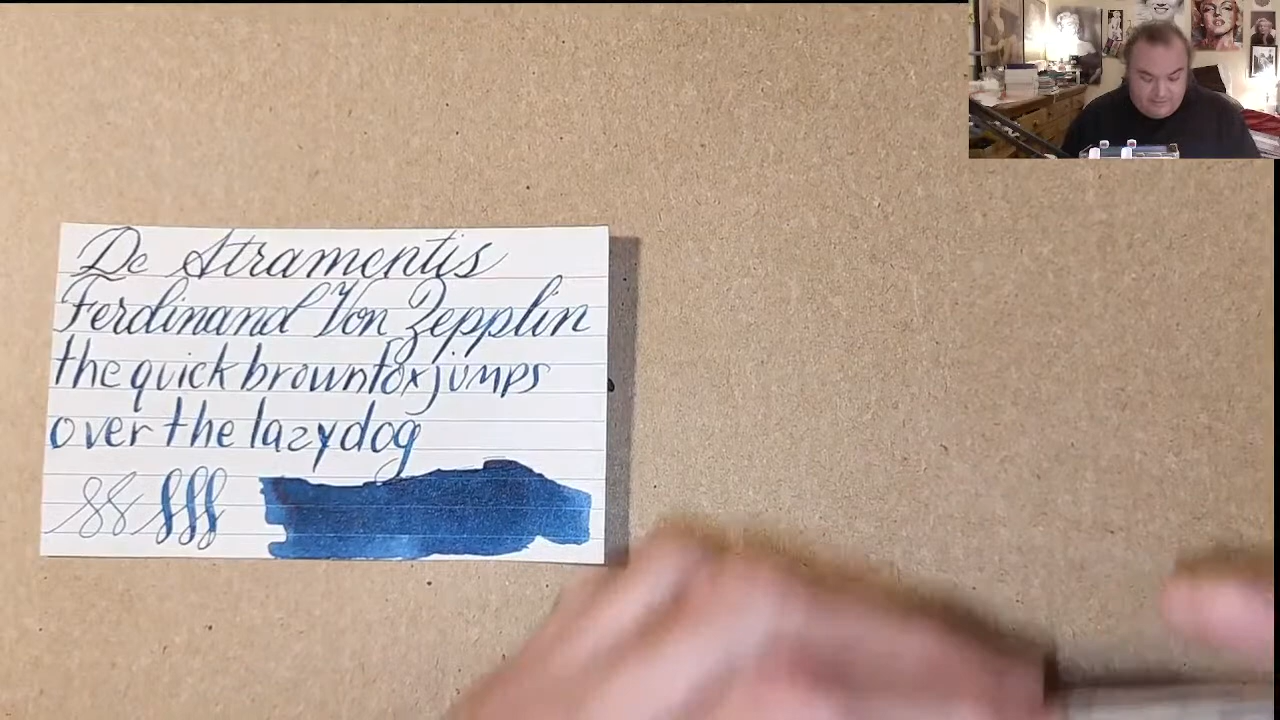 De Atramentis
Ferdinand Von Zepplin
the quick brown fox jumps
over the lazy dog